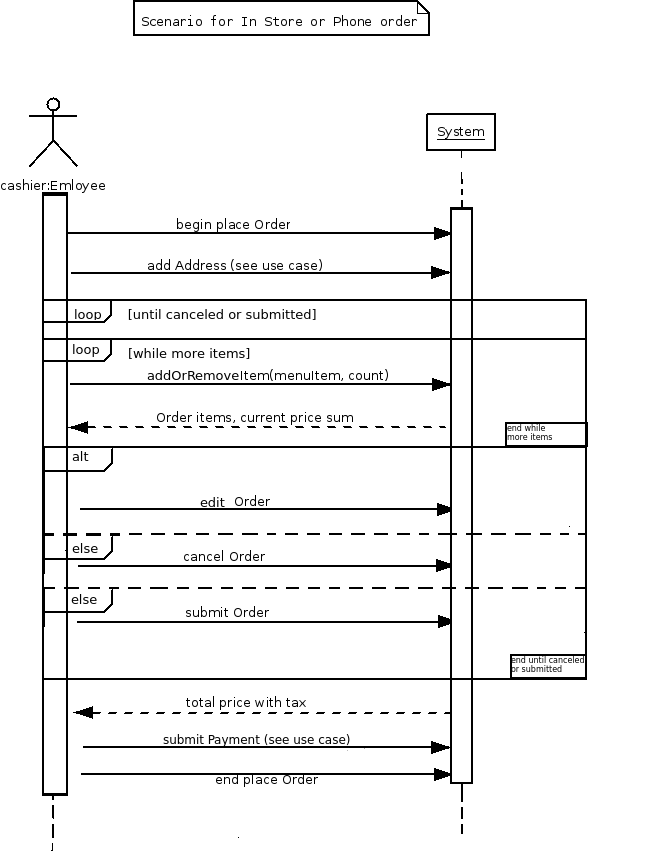 Scenario for In Store or Phone order
System
cashier:Emloyee
begin place Order
add Address (see use case)
loop [until canceled or submitted]
loop [while more items]
addOrRemoveItem(menuItem, count)
Order items, current price sum
end while
more items
alt
edit Order
else
cancel Order
else
submit Order
end until canceled
or submitted
total price with tax
submit Payment (see use case)
end place Order